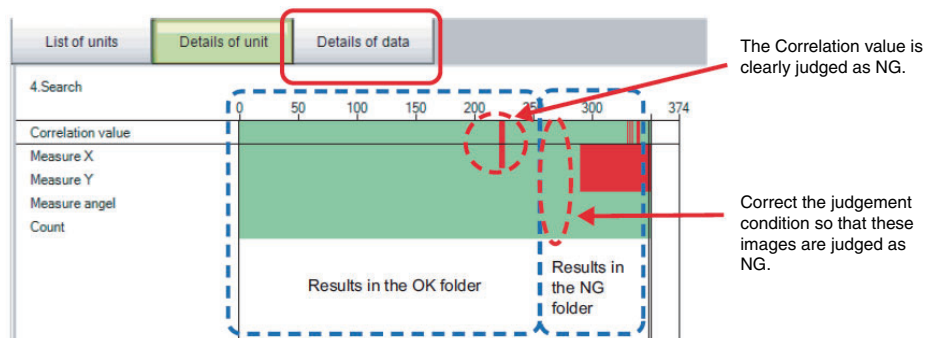 List of units
Details of unit
Details of data
4.Search
0 50 100 150 200 25 300 374
Correlation value
Measure X
Measure Y
Measure angel
Count
Results in the OK folder
Results in
the NG
folder
The Correlation value is
clearly judged as NG.
Correct the judgement
condition so that these
images are judged as
NG.